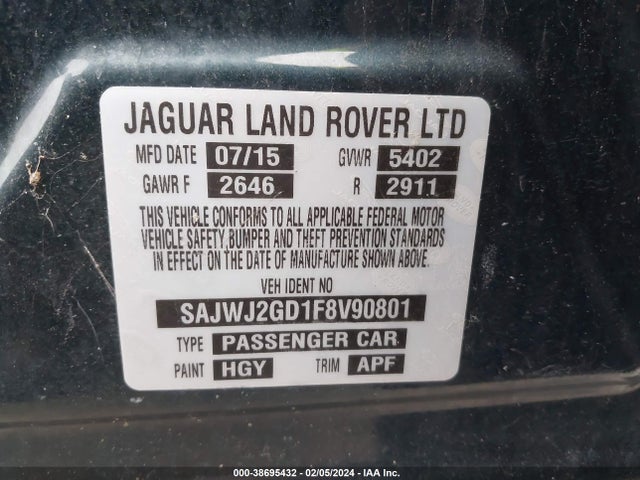 JAGUAR LAND ROVER LTD
MFD DATE 07/15 GVWR 5402
GAWR F 2646 R 2911
THIS VEHICLE CONFORMS TO ALL APPLICABLE FEDERAL MOTOR
VEHICLE SAFETY, BUMPER AND THEFT PREVENTION STANDARDS
IN EFFECT ON THE DATE OF MANUFACTURE SHOWN ABOVE.
VEH IDENT NO
SAJWJ2GD1F8V90801
TYPE PASSENGER CAR
PAINT HGY TRIM APF
000-38695432 - 02/05/2024 - IAA Inc.